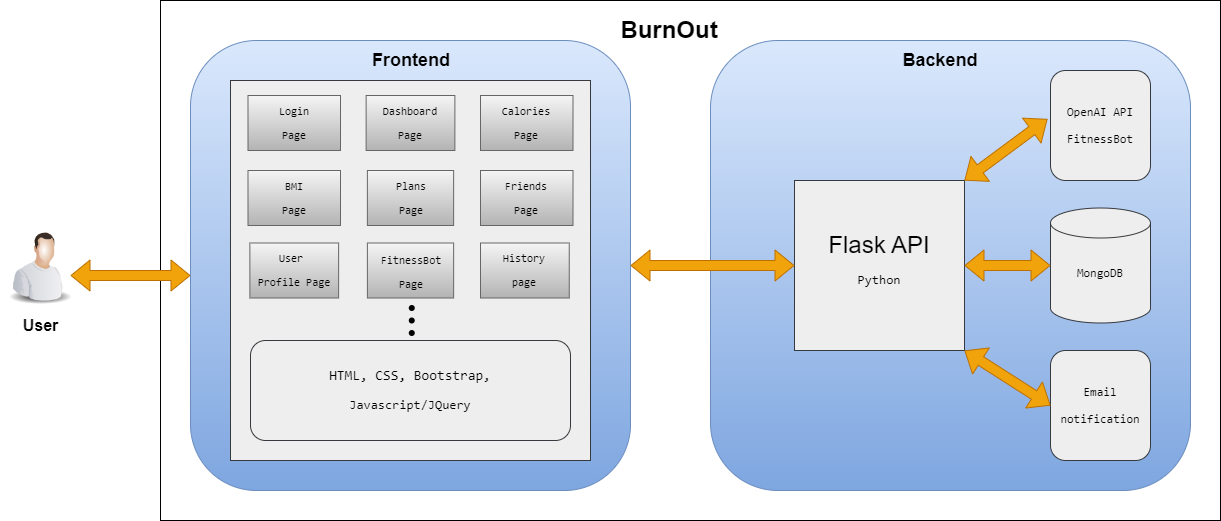 BurnOut
Frontend
Login
Page
Dashboard
Page
Calories
Page
BMI
Page
Plans
Page
Friends
Page
User
Profile Page
FitnessBot
Page
History
page
HTML, CSS, Bootstrap,
Javascript/JQuery
User
Backend
Flask API
Python
OpenAI API
FitnessBot
MongoDB
Email
notification